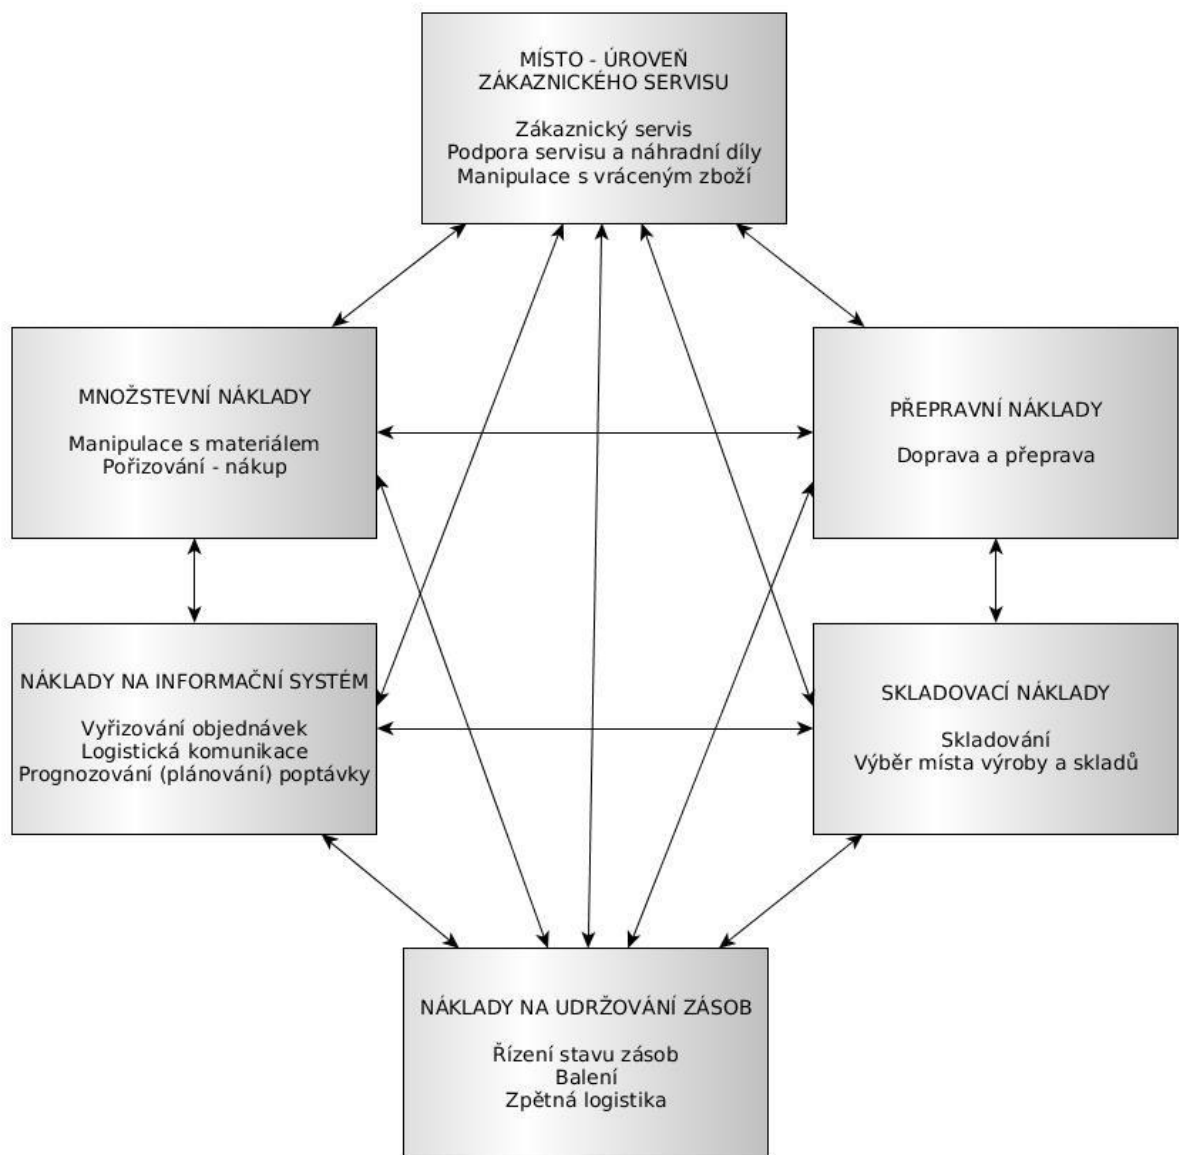 MÍSTO - ÚROVEŇ
ZÁKAZNICKÉHO SERVISU
Zákaznický servis
Podpora servisu a náhradní díly
Manipulace s vráceným zboží
MNOŽSTEVNÍ NÁKLADY
Manipulace s materiálem
Pořizování - nákup
PŘEPRAVNÍ NÁKLADY
Doprava a přeprava
NÁKLADY NA INFORMAČNÍ SYSTÉM
Vyřizování objednávek
Logistická komunikace
Prognozování (plánování) poptávky
SKLADOVACÍ NÁKLADY
Skladování
Výběr místa výroby a skladů
NÁKLADY NA UDRŽOVÁNÍ ZÁSOB
Řízení stavu zásob
Balení
Zpětná logistika